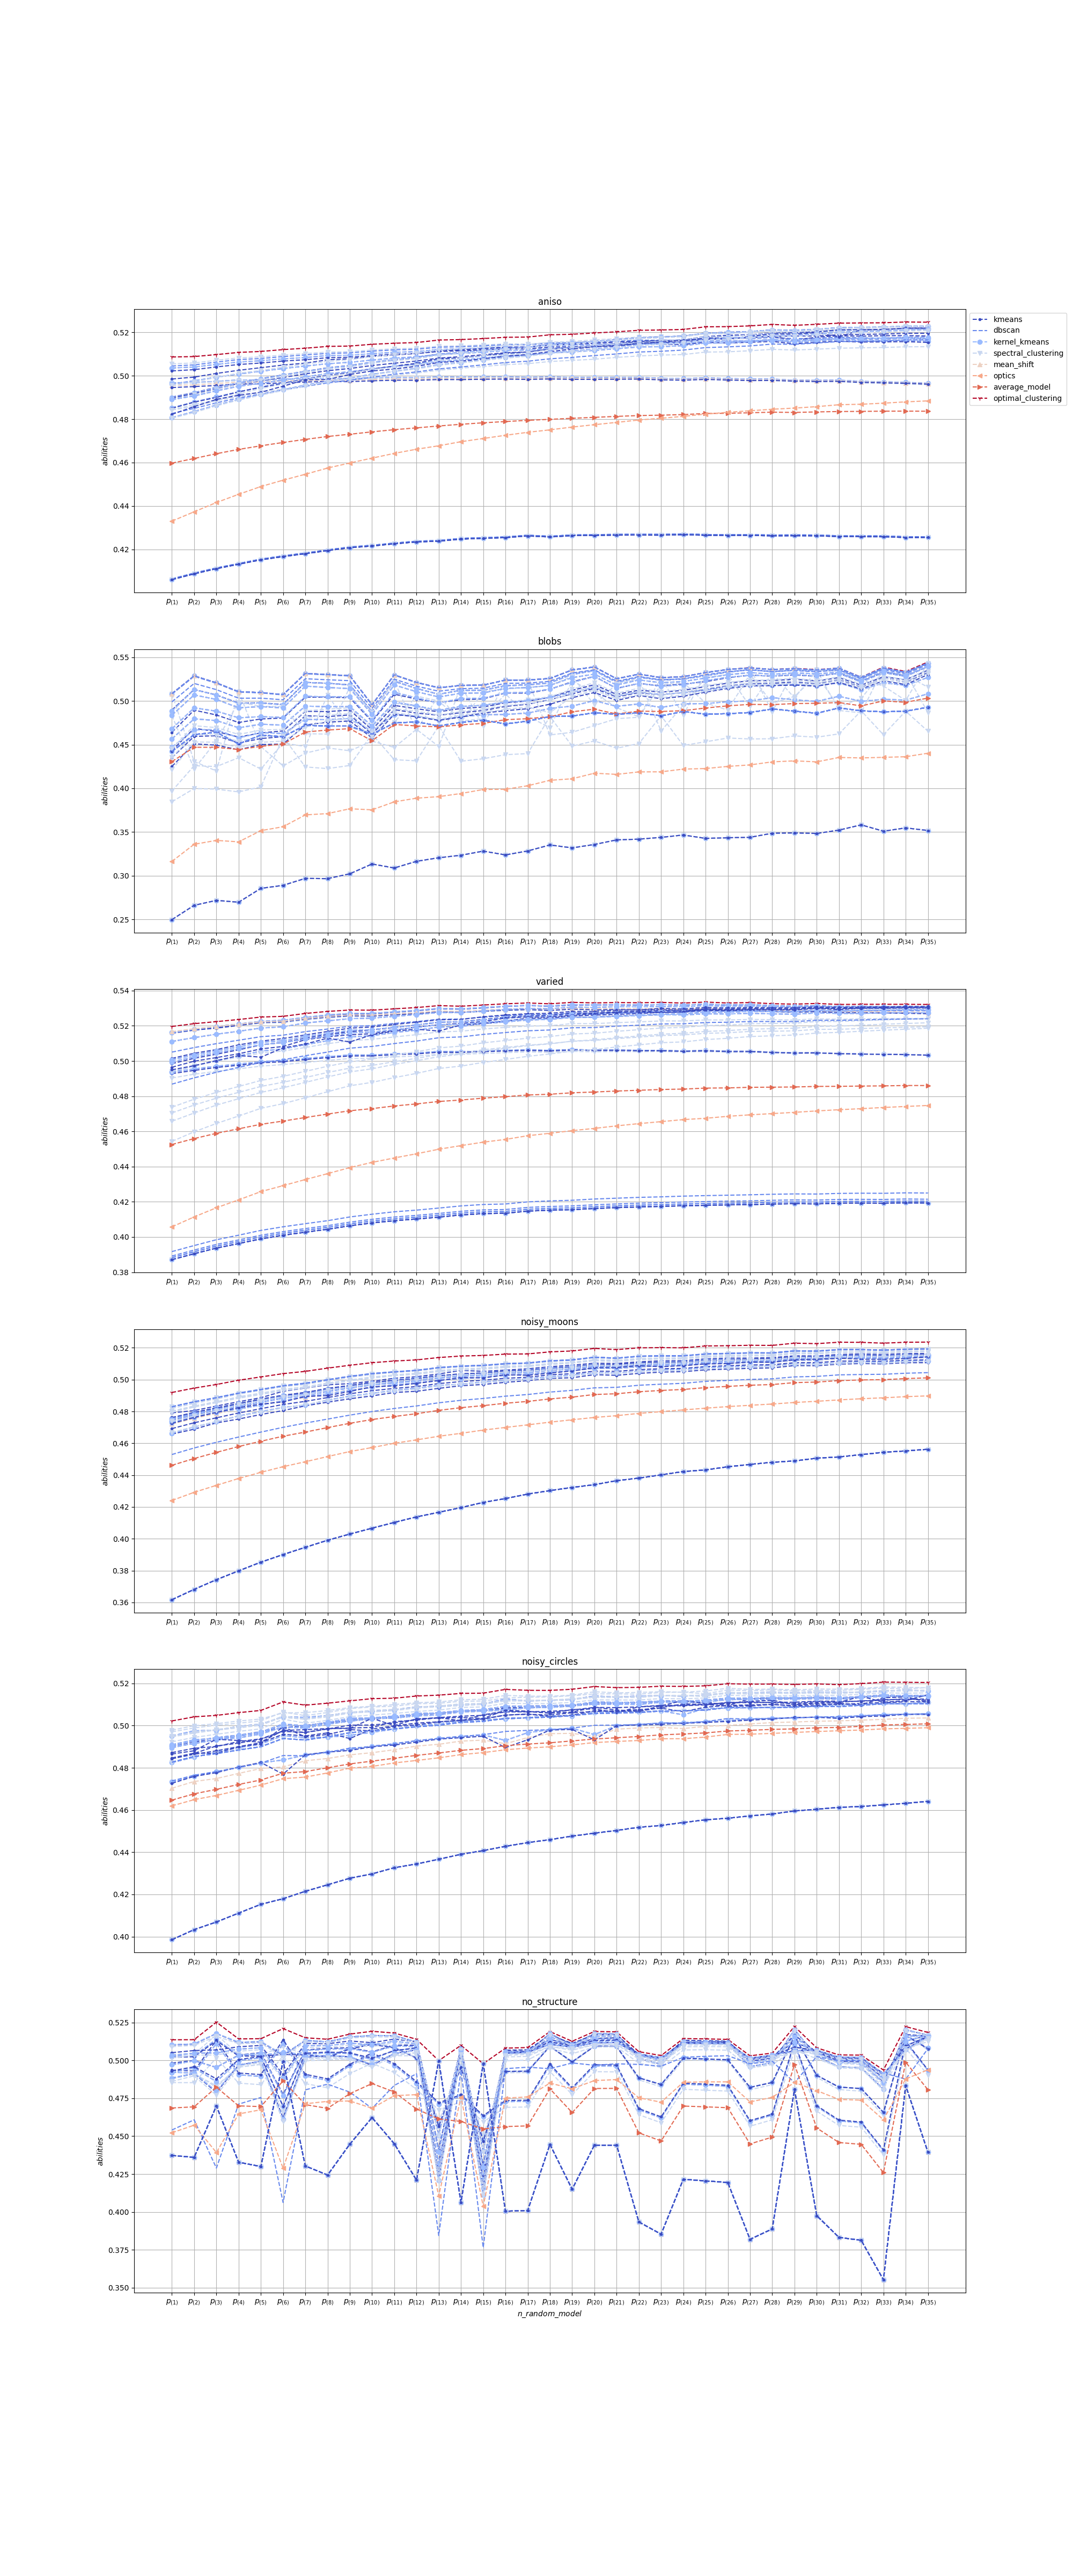 aniso
0.52
0.50
0.48
0.46
0.44
0.42
abilities
p(1) p(2) p(3) p(4) p(5) p(6) p(7) p(8) p(9) p(10) p(11) p(12) p(13) p(14) p(15) p(16) p(17) p(18) p(19) p(20) p(21) p(22) p(23) p(24) p(25) p(26) p(27) p(28) p(29) p(30) p(31) p(32) p(33) p(34) p(35)
kmeans
dbscan
kernel_kmeans
spectral_clustering
mean_shift
optics
average_model
optimal_clustering
blobs
0.55
0.50
0.45
0.40
0.35
0.30
0.25
abilities
p(1) p(2) p(3) p(4) p(5) p(6) p(7) p(8) p(9) p(10) p(11) p(12) p(13) p(14) p(15) p(16) p(17) p(18) p(19) p(20) p(21) p(22) p(23) p(24) p(25) p(26) p(27) p(28) p(29) p(30) p(31) p(32) p(33) p(34) p(35)
varied
0.54
0.52
0.50
0.48
0.46
0.44
0.42
0.40
0.38
abilities
p(1) p(2) p(3) p(4) p(5) p(6) p(7) p(8) p(9) p(10) p(11) p(12) p(13) p(14) p(15) p(16) p(17) p(18) p(19) p(20) p(21) p(22) p(23) p(24) p(25) p(26) p(27) p(28) p(29) p(30) p(31) p(32) p(33) p(34) p(35)
noisy_moons
0.52
0.50
0.48
0.46
0.44
0.42
0.40
0.38
0.36
abilities
p(1) p(2) p(3) p(4) p(5) p(6) p(7) p(8) p(9) p(10) p(11) p(12) p(13) p(14) p(15) p(16) p(17) p(18) p(19) p(20) p(21) p(22) p(23) p(24) p(25) p(26) p(27) p(28) p(29) p(30) p(31) p(32) p(33) p(34) p(35)
noisy_circles
0.52
0.50
0.48
0.46
0.44
0.42
0.40
abilities
p(1) p(2) p(3) p(4) p(5) p(6) p(7) p(8) p(9) p(10) p(11) p(12) p(13) p(14) p(15) p(16) p(17) p(18) p(19) p(20) p(21) p(22) p(23) p(24) p(25) p(26) p(27) p(28) p(29) p(30) p(31) p(32) p(33) p(34) p(35)
no_structure
0.525
0.500
0.475
0.450
0.425
0.400
0.375
0.350
abilities
p(1) p(2) p(3) p(4) p(5) p(6) p(7) p(8) p(9) p(10) p(11) p(12) p(13) p(14) p(15) p(16) p(17) p(18) p(19) p(20) p(21) p(22) p(23) p(24) p(25) p(26) p(27) p(28) p(29) p(30) p(31) p(32) p(33) p(34) p(35)
n_random_model